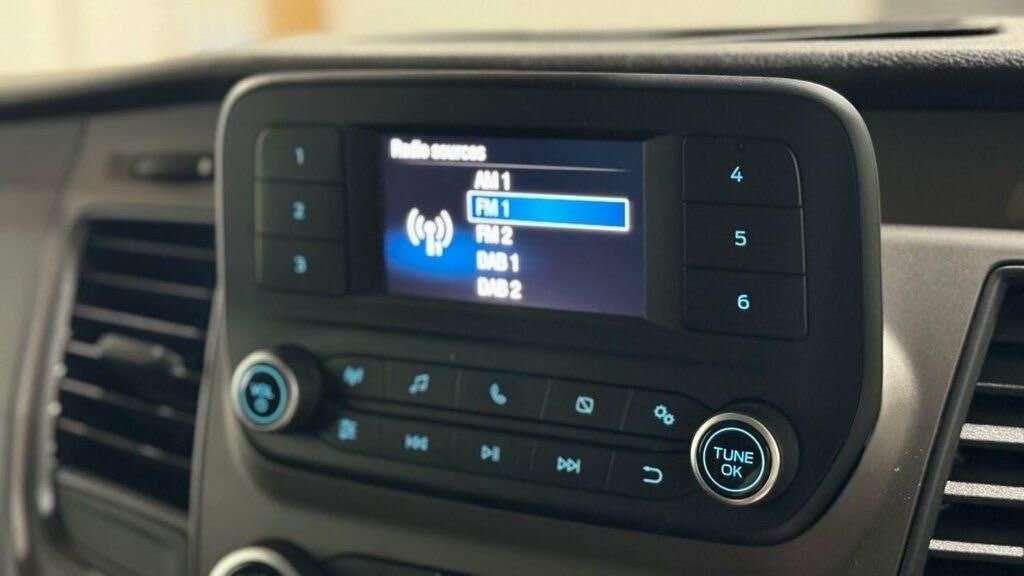 Radio sources
AM 1
FM 1
FM 2
DAB 1
DAB 2
1
2
3
4
5
6
VOL
TUNE
OK